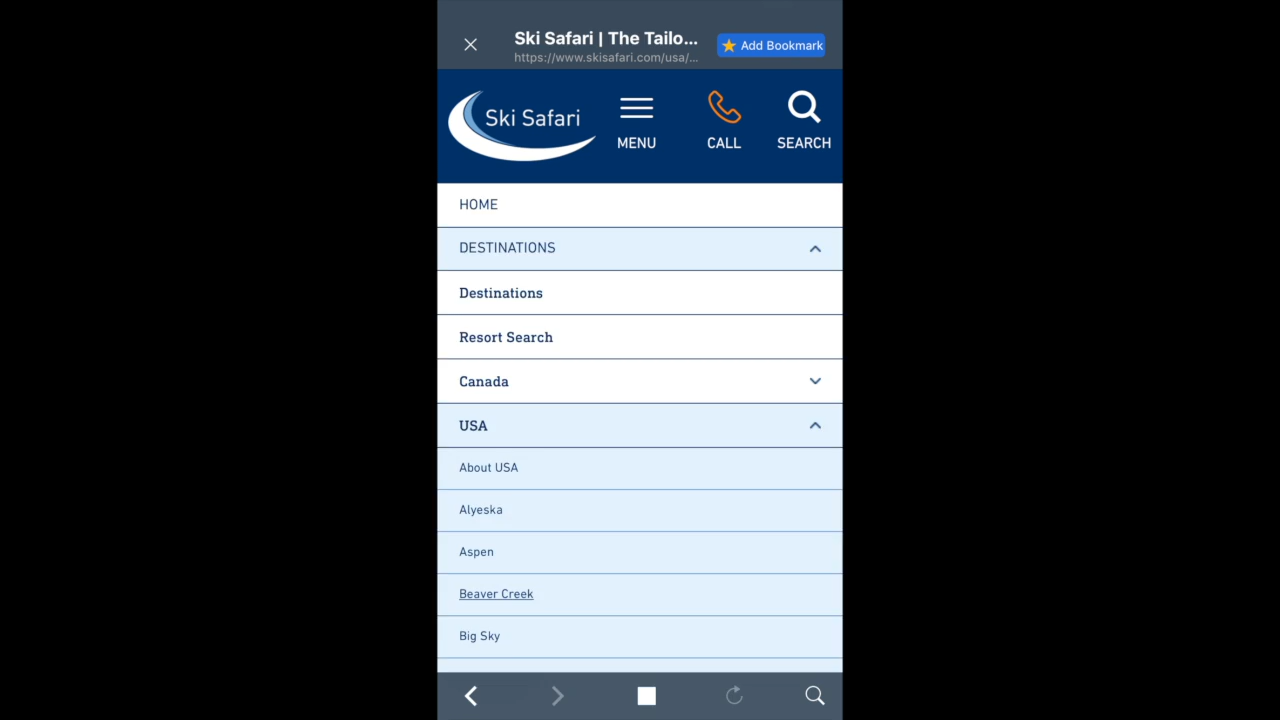 Ski Safari | The Tailo...
https://www.skisafari.com/usa/...
Add Bookmark
Ski Safari
MENU
CALL
SEARCH
HOME
DESTINATIONS
Destinations
Resort Search
Canada
USA
About USA
Alyeska
Aspen
Beaver Creek
Big Sky